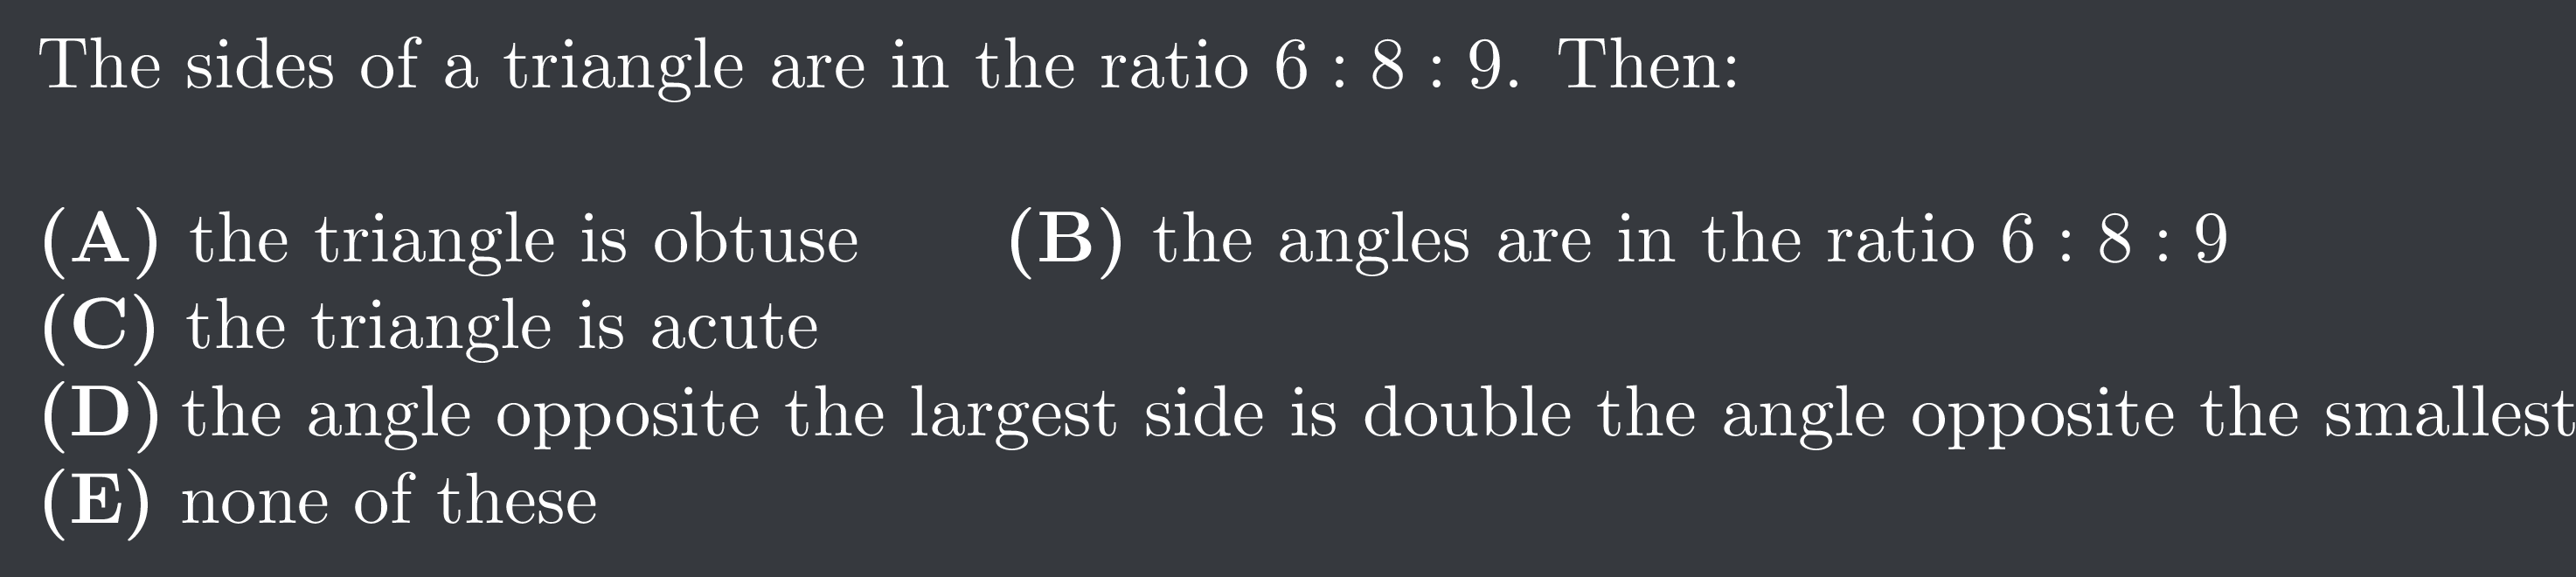 The sides of a triangle are in the ratio 6 : 8 : 9. Then:
(A) the triangle is obtuse (B) the angles are in the ratio 6 : 8 : 9
(C) the triangle is acute
(D) the angle opposite the largest side is double the angle opposite the smallest
(E) none of these